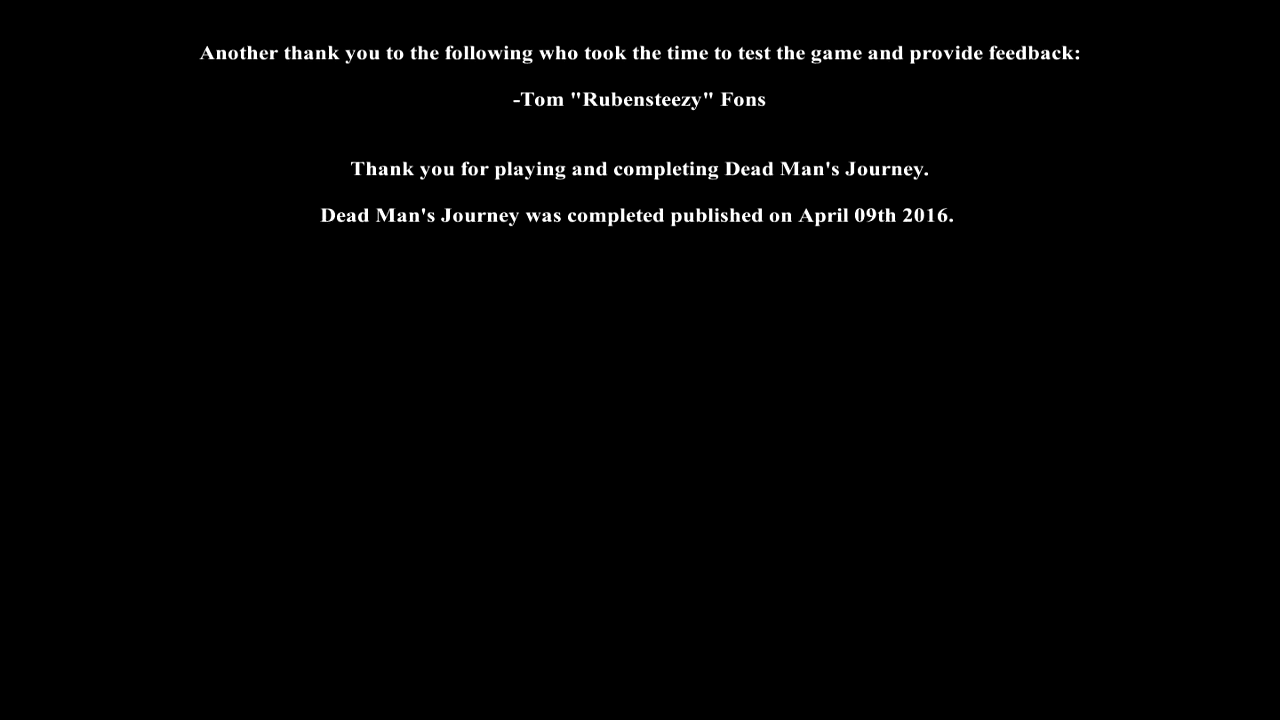 Another thank you to the following who took the time to test the game and provide feedback:
-Tom "Rubensteezy" Fons
Thank you for playing and completing Dead Man's Journey.
Dead Man's Journey was completed published on April 09th 2016.